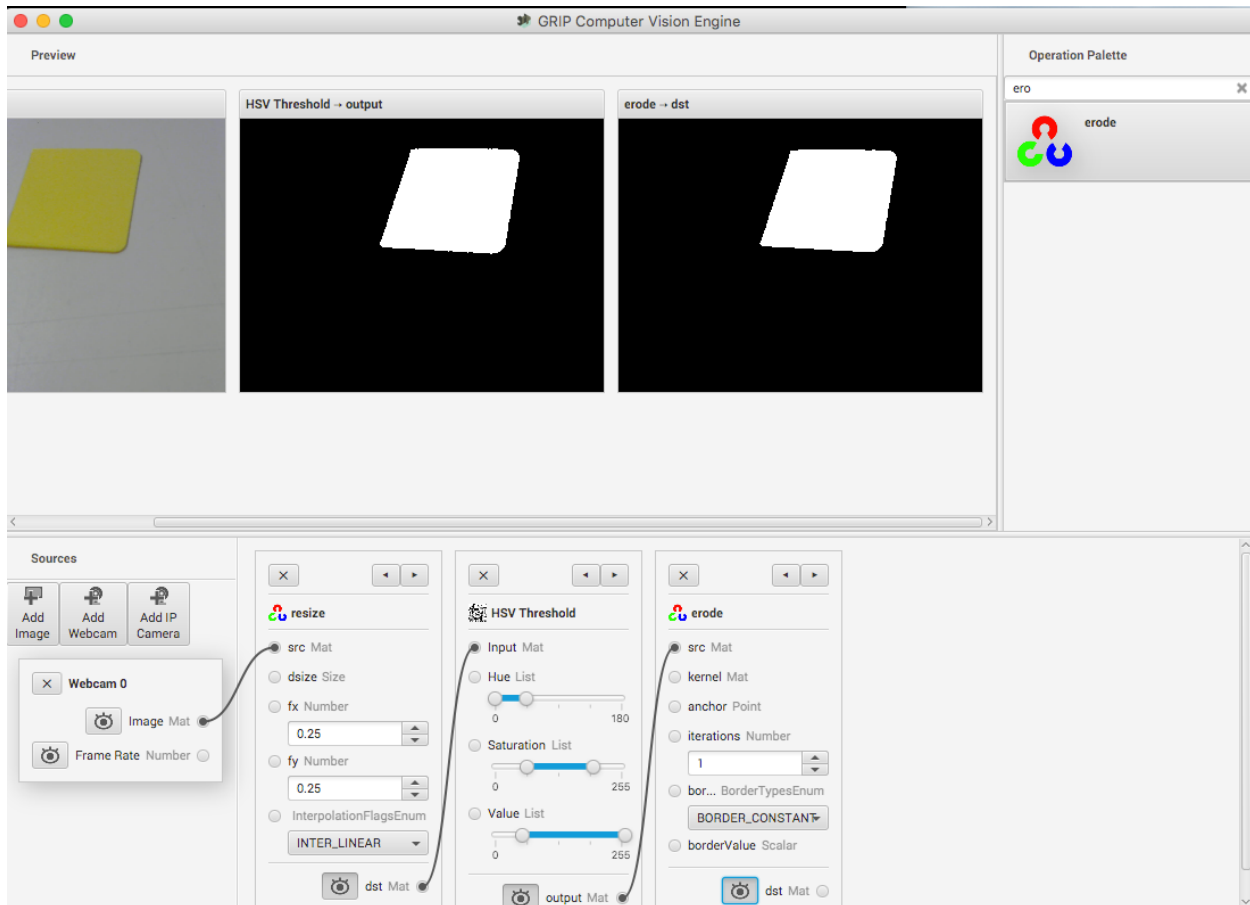 GRIP Computer Vision Engine
Preview
Operation Palette
ero
HSV Threshold → output
erode → dst
erode
Sources
Add Image
Add Webcam
Add IP Camera
Webcam 0
Image Mat
Frame Rate Number
resize
src Mat
dsize Size
fx Number
0.25
fy Number
0.25
InterpolationFlagsEnum
INTER_LINEAR
dst Mat
HSV Threshold
Input Mat
Hue List
0 180
Saturation List
0 255
Value List
0 255
output Mat
erode
src Mat
kernel Mat
anchor Point
iterations Number
1
bor... BorderTypesEnum
BORDER_CONSTANT
borderValue Scalar
dst Mat